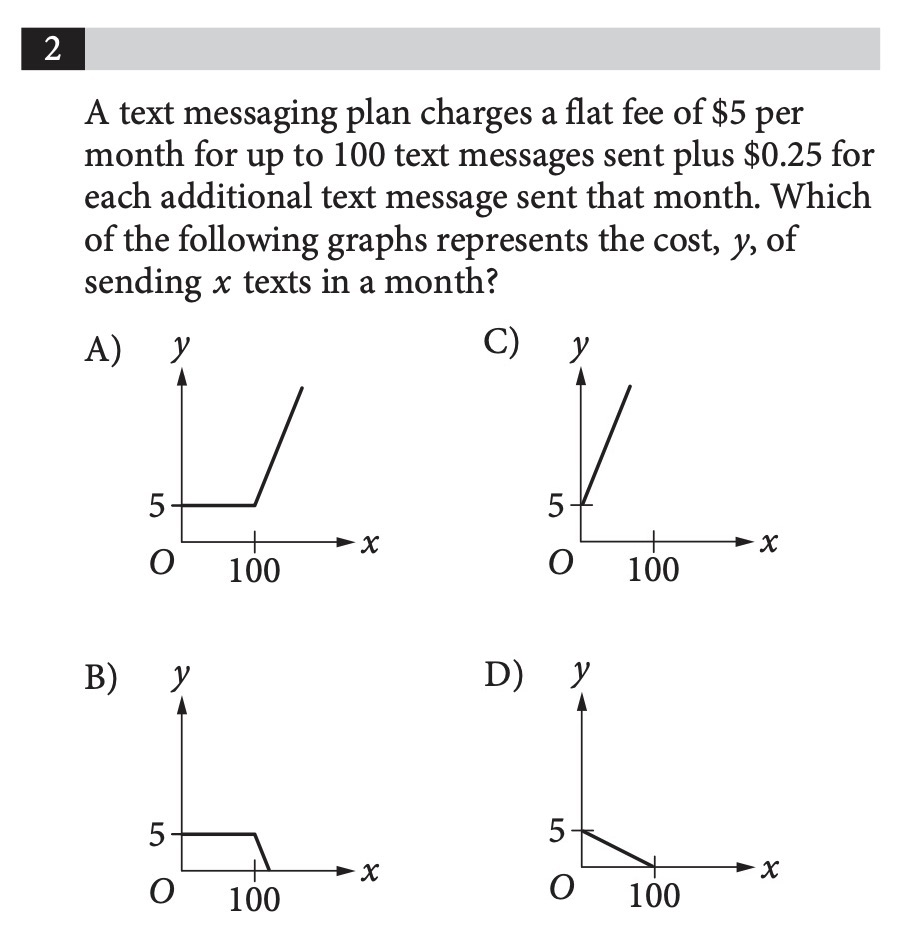 2
A text messaging plan charges a flat fee of $5 per
month for up to 100 text messages sent plus $0.25 for
each additional text message sent that month. Which
of the following graphs represents the cost, y, of
sending x texts in a month?
A)
y
5
O
100
x
C)
y
5
O
100
x
B)
y
5
O
100
x
D)
y
5
O
100
x